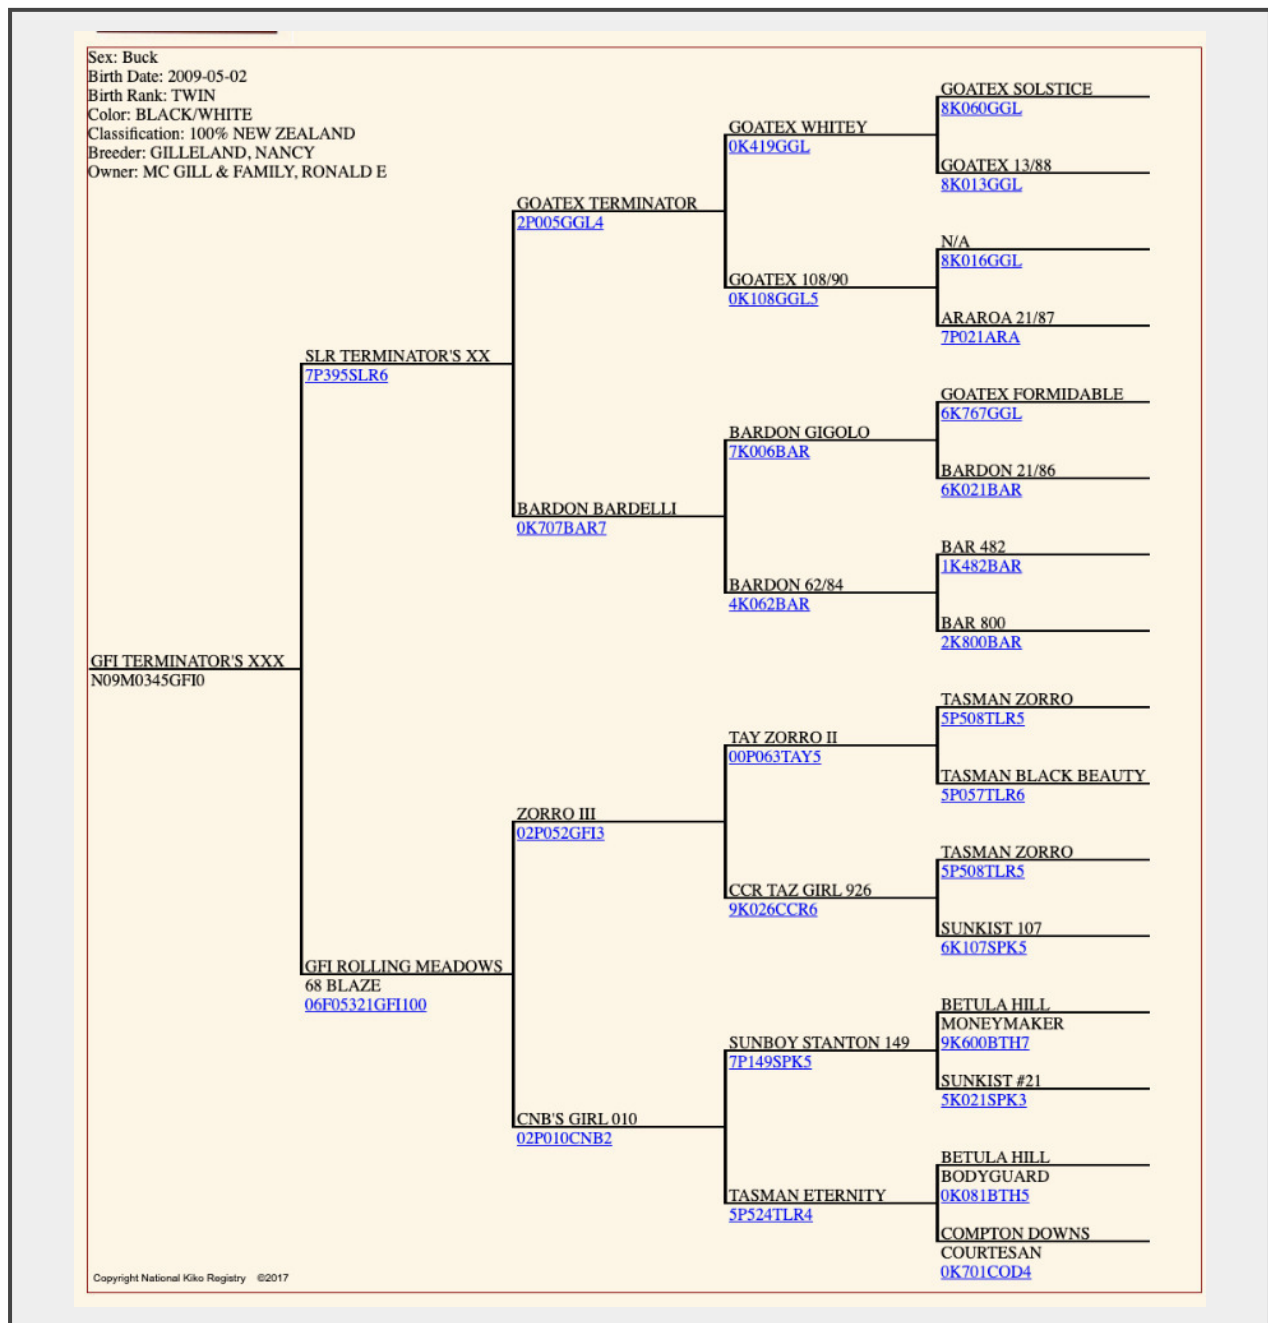 Sex: Buck
Birth Date: 2009-05-02
Birth Rank: TWIN
Color: BLACK/WHITE
Classification: 100% NEW ZEALAND
Breeder: GILLELAND, NANCY
Owner: MC GILL & FAMILY, RONALD E
GOATEX SOLSTICE
8K060GGL
GOATEX WHITEY
0K419GGL
GOATEX 13/88
8K013GGL
GOATEX TERMINATOR
2P005GGL4
N/A
8K016GGL
GOATEX 108/90
0K108GGL5
ARAROA 21/87
7P021ARA
SLR TERMINATOR'S XX
7P395SLR6
GOATEX FORMIDABLE
6K767GGL
BARDON GIGOLO
7K006BAR
BARDON 21/86
6K021BAR
BARDON BARDELLI
0K707BAR7
BAR 482
1K482BAR
BARDON 62/84
4K062BAR
BAR 800
2K800BAR
GFI TERMINATOR'S XXX
N09M0345GFI0
TASMAN ZORRO
5P508TLR5
TAY ZORRO II
00P063TAY5
TASMAN BLACK BEAUTY
5P057TLR6
ZORRO III
02P052GFI3
TASMAN ZORRO
5P508TLR5
CCR TAZ GIRL 926
9K026CCR6
SUNKIST 107
6K107SPK5
GFI ROLLING MEADOWS
68 BLAZE
06F05321GFI100
BETULA HILL
MONEYMAKER
9K600BTH7
SUNBOY STANTON 149
7P149SPK5
SUNKIST #21
5K021SPK3
CNB'S GIRL 010
02P010CNB2
BETULA HILL
BODYGUARD
0K081BTH5
TASMAN ETERNITY
5P524TLR4
COMPTON DOWNS
COURTESAN
0K701COD4
Copyright National Kiko Registry ©2017